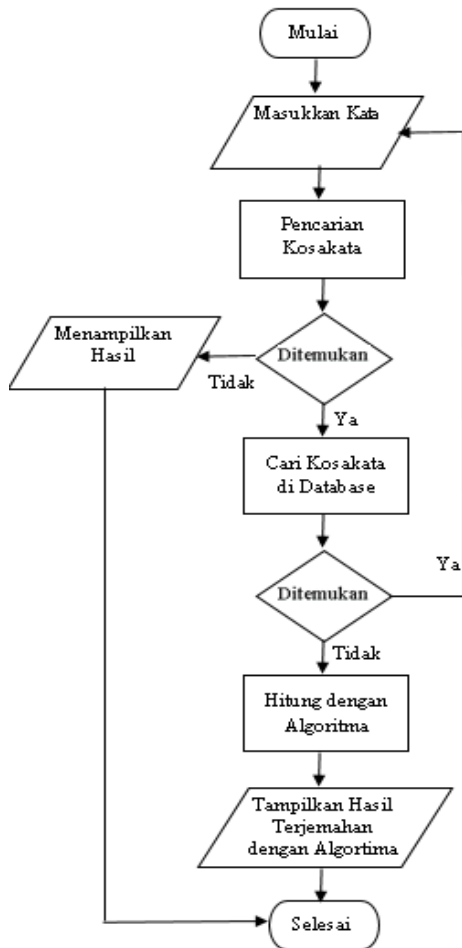 Mulai
Masukkan Kata
Pencarian
Kosakata
Ditemukan
Tidak
Menampilkan
Hasil
Ya
Cari Kosakata
di Database
Ditemukan
Ya
Tidak
Hitung dengan
Algoritma
Tampilkan Hasil
Terjemahan
dengan Algortima
Selesai